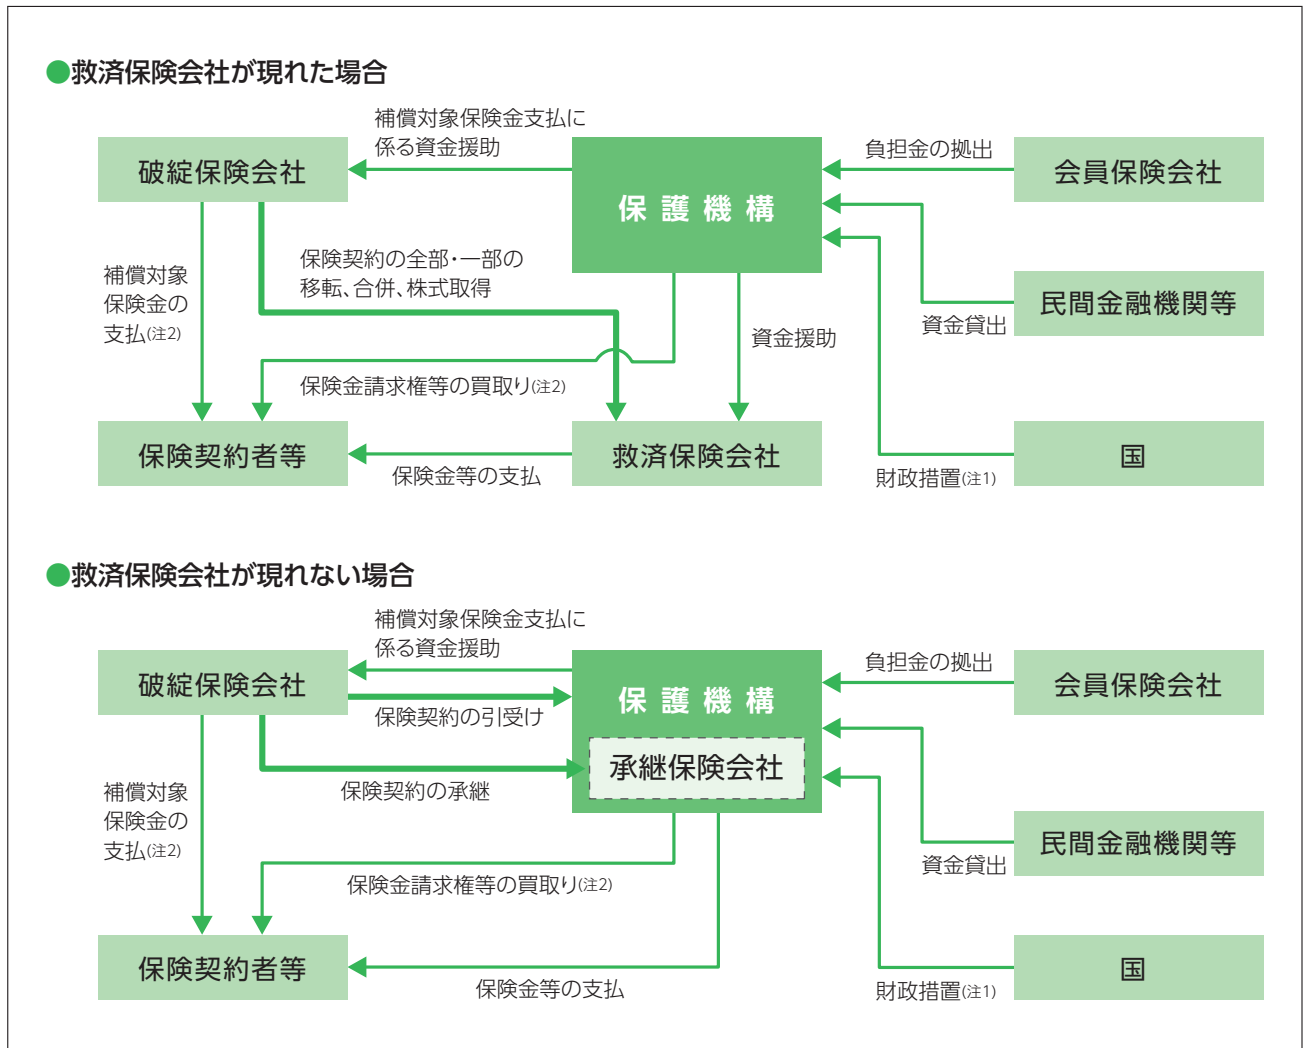 ●救済保険会社が現れた場合
補償対象保険金支払に
係る資金援助
破綻保険会社
保護機構
負担金の拠出
会員保険会社
保険契約の全部・一部の
移転、合併、株式取得
補償対象
保険金の
支払(注2)
民間金融機関等
資金貸出
資金援助
保険金請求権等の買取り(注2)
保険契約者等
保険金等の支払
救済保険会社
財政措置(注1)
国
●救済保険会社が現れない場合
補償対象保険金支払に
係る資金援助
破綻保険会社
保護機構
負担金の拠出
会員保険会社
保険契約の引受け
承継保険会社
保険契約の承継
補償対象
保険金の
支払(注2)
民間金融機関等
資金貸出
保険金請求権等の買取り(注2)
保険契約者等
保険金等の支払
財政措置(注1)
国